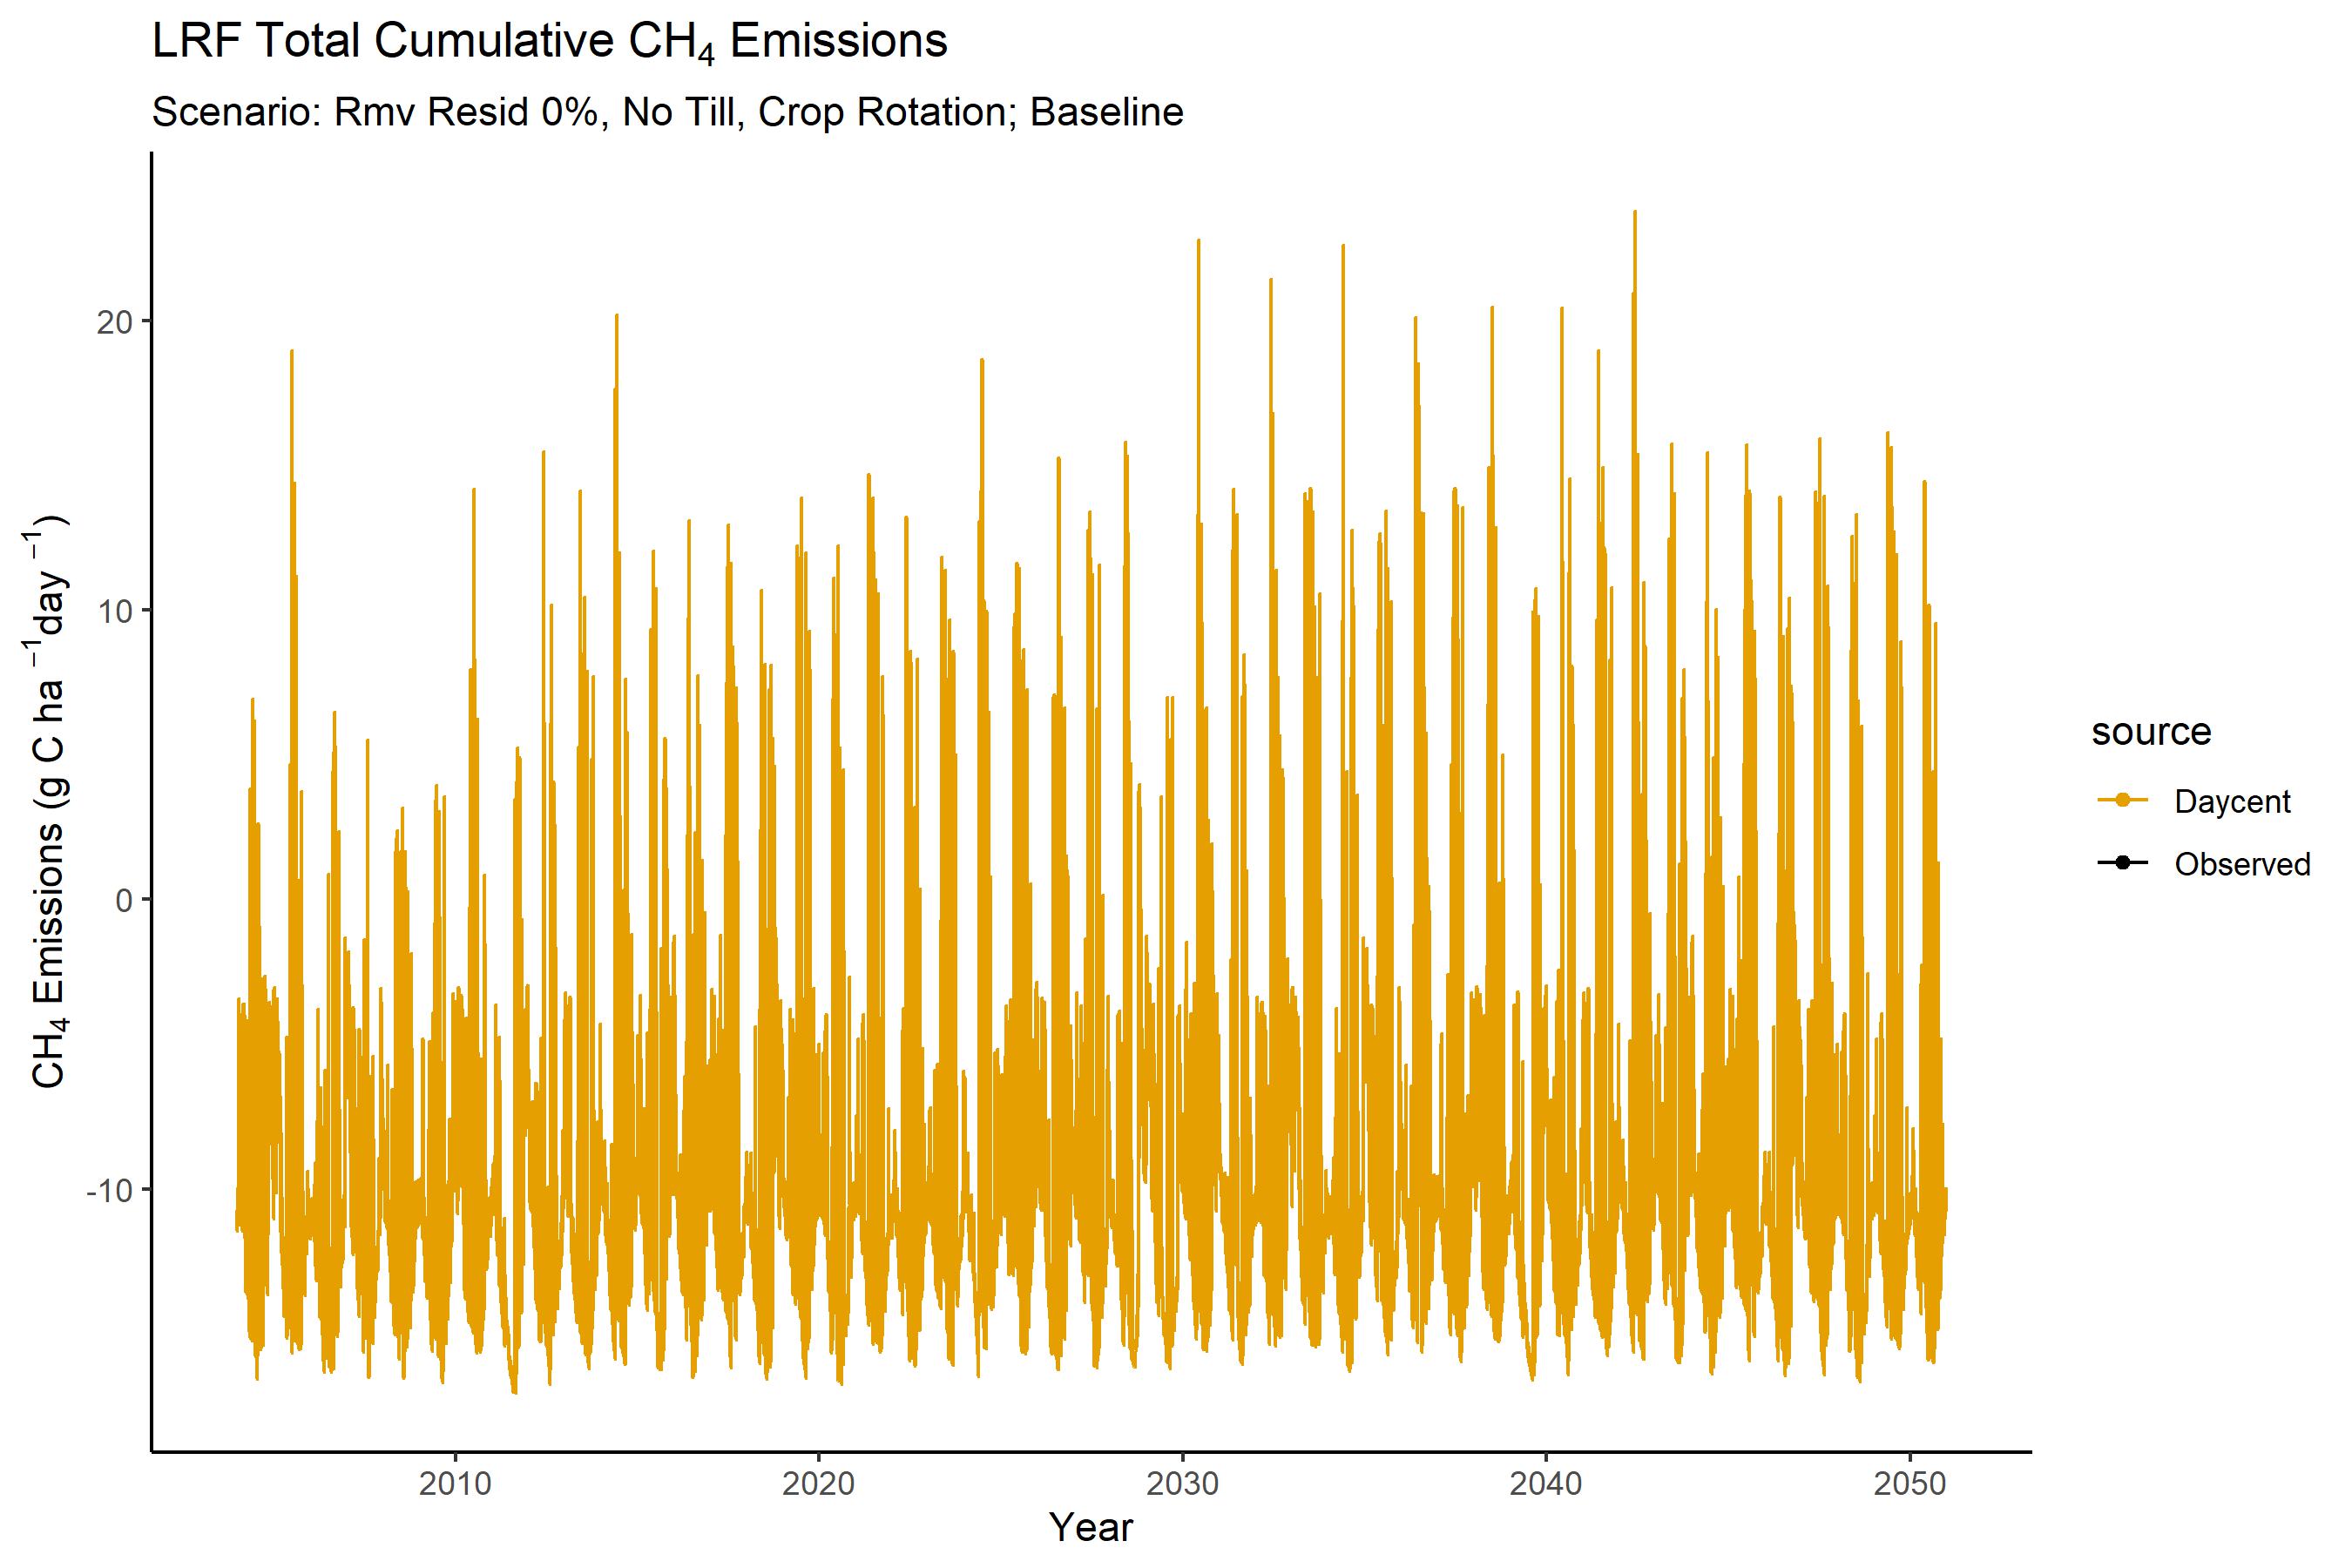 LRF Total Cumulative CH₄ Emissions
Scenario: Rmv Resid 0%, No Till, Crop Rotation; Baseline
CH₄ Emissions (g C ha ⁻¹day ⁻¹)
20
10
0
-10
2010 2020 2030 2040 2050
Year
source
Daycent
Observed